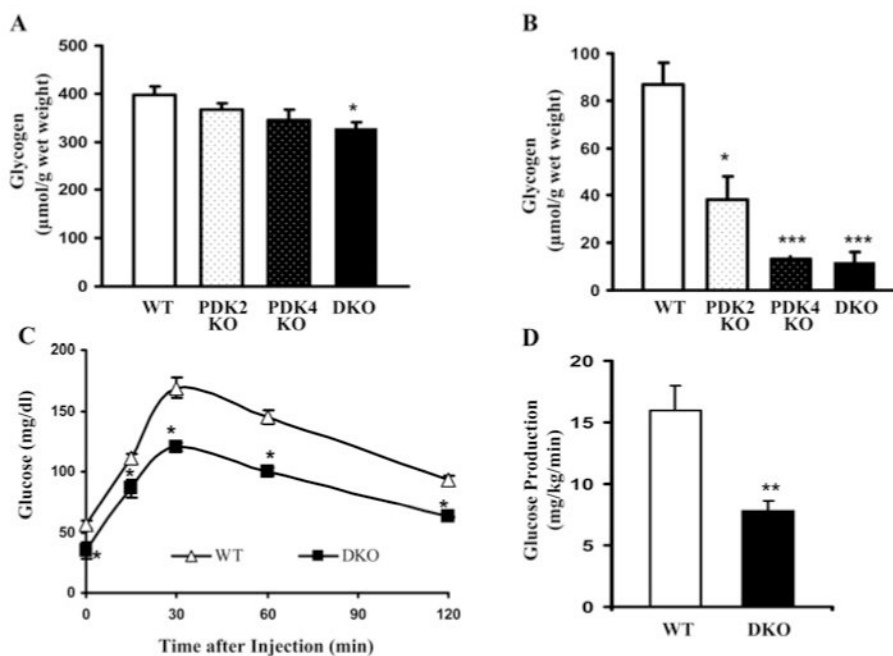 A
Glycogen
(μmol/g wet weight)
500
400
300
200
100
0
*
WT
PDK2
KO
PDK4
KO
DKO
B
Glycogen
(μmol/g wet weight)
100
80
60
40
20
0
*
***
***
WT
PDK2
KO
PDK4
KO
DKO
C
Glucose (mg/dl)
200
150
100
50
0
*
*
*
*
*
WT
DKO
0
30
60
90
120
Time after Injection (min)
D
Glucose Production
(mg/kg/min)
20
15
10
5
0
**
WT
DKO